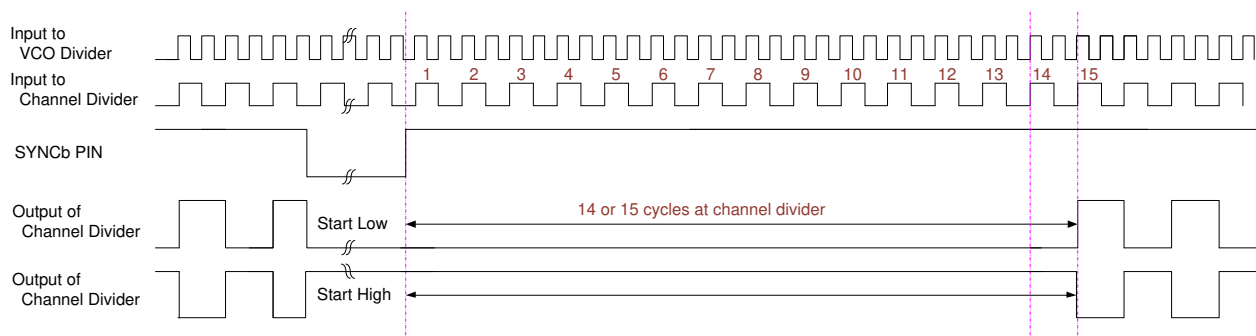 Input to
VCO Divider
Input to
Channel Divider
1 2 3 4 5 6 7 8 9 10 11 12 13 14 15
SYNCb PIN
Output of
Channel Divider
Start Low
14 or 15 cycles at channel divider
Output of
Channel Divider
Start High